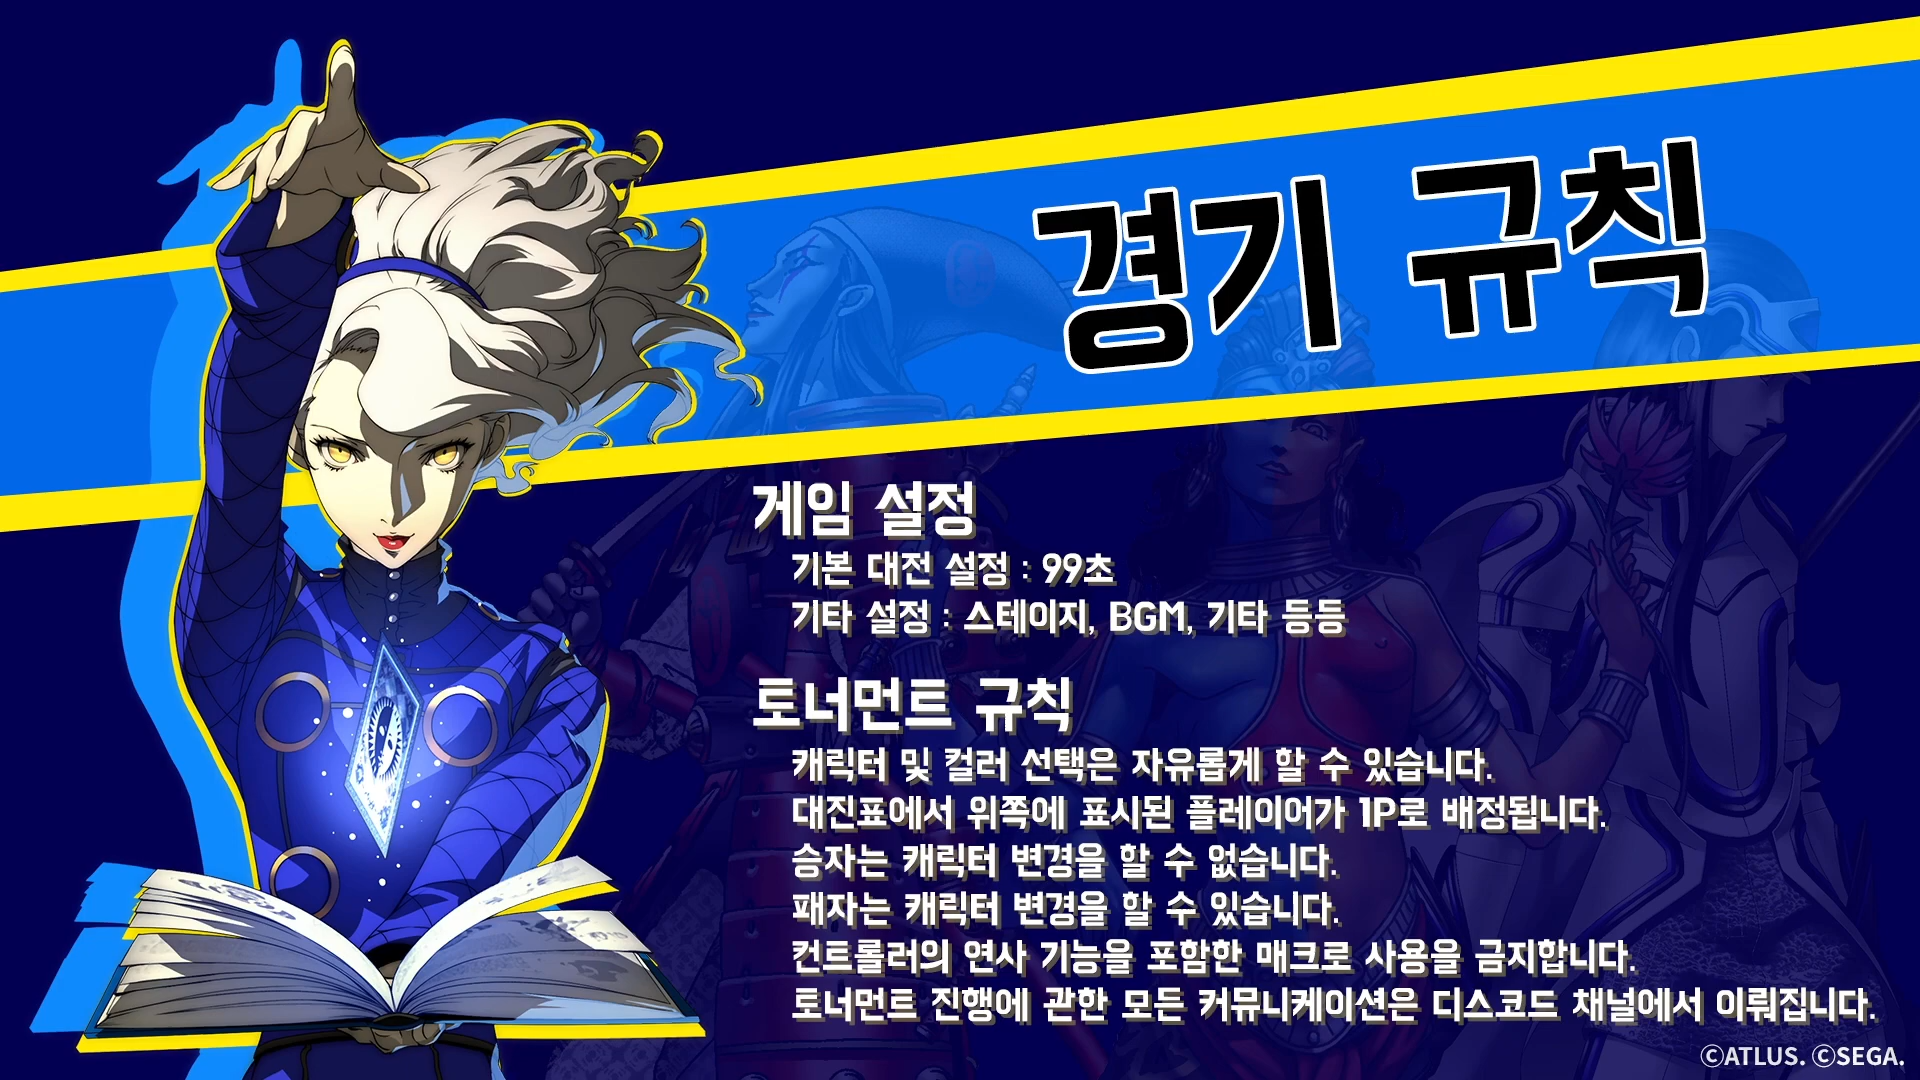 경기 규칙
게임 설정
기본 대전 설정 : 99초
기타 설정 : 스테이지, BGM, 기타 등등
토너먼트 규칙
캐릭터 및 컬러 선택은 자유롭게 할 수 있습니다.
대진표에서 위쪽에 표시된 플레이어가 1P로 배정됩니다.
승자는 캐릭터 변경을 할 수 없습니다.
패자는 캐릭터 변경을 할 수 있습니다.
컨트롤러의 연사 기능을 포함한 매크로 사용을 금지합니다.
토너먼트 진행에 관한 모든 커뮤니케이션은 디스코드 채널에서 이뤄집니다.
ⒸATLUS. ⒸSEGA.